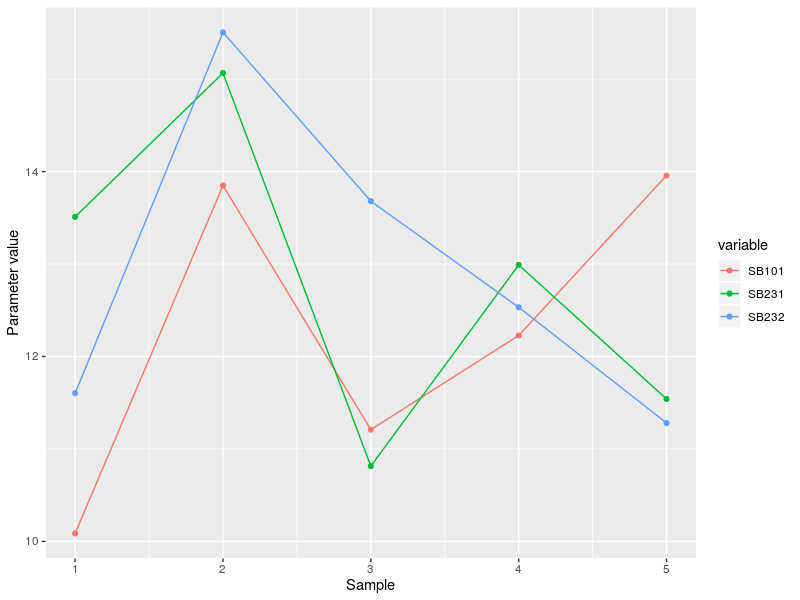 Parameter value
14
12
10
1 2 3 4 5
Sample
variable
SB101
SB231
SB232